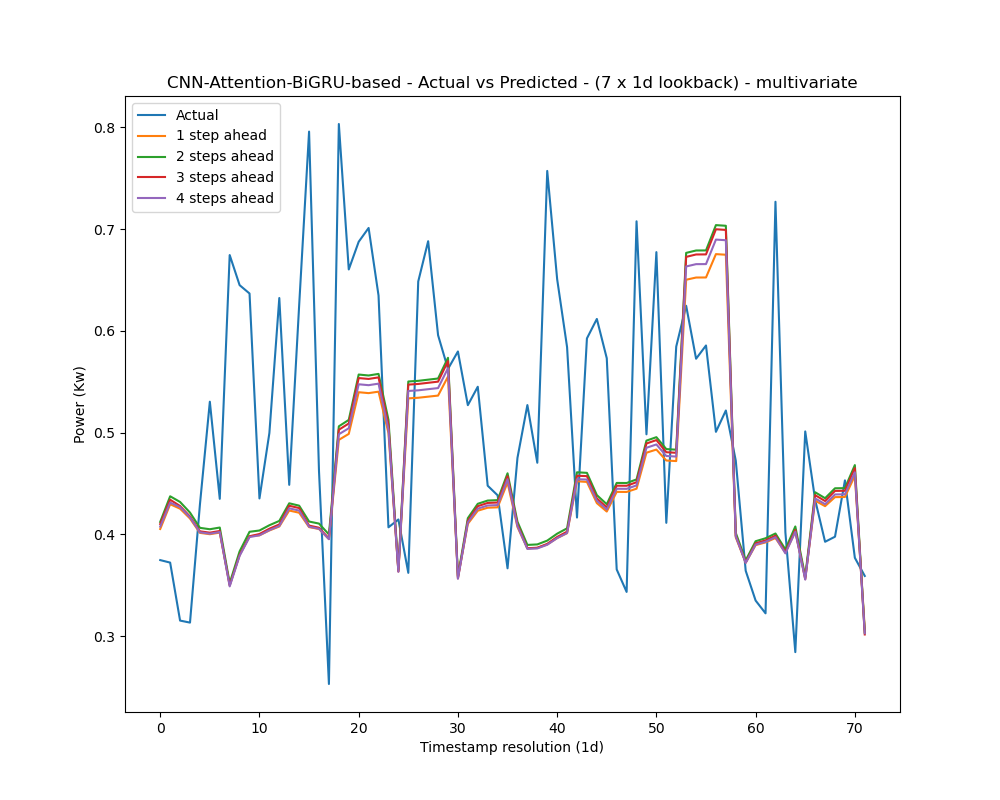 CNN-Attention-BiGRU-based - Actual vs Predicted - (7 x 1d lookback) - multivariate
Actual
1 step ahead
2 steps ahead
3 steps ahead
4 steps ahead
0.8
0.7
0.6
0.5
0.4
0.3
Power (Kw)
0 10 20 30 40 50 60 70
Timestamp resolution (1d)